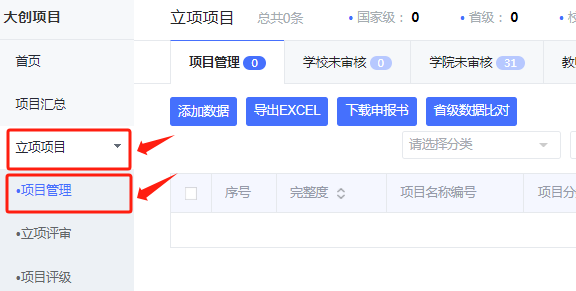 大创项目
首页
项目汇总
立项项目
•项目管理
•立项评审
•项目评级
立项项目 总共0条 •国家级： 0 •省级： 0
项目管理 0 学校未审核 0 学院未审核 31
添加数据 导出EXCEL 下载申报书 省级数据比对
请选择分类
序号 完整度 项目名称编号